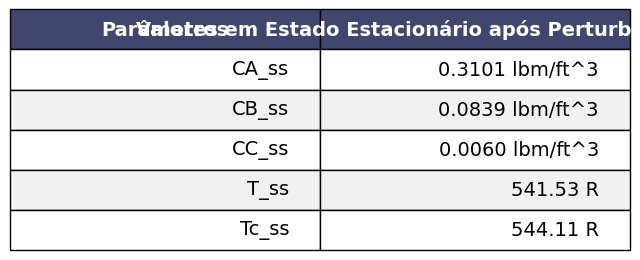 Parâmetros Valores em Estado Estacionário após Perturb
CA_ss 0.3101 lbm/ft^3
CB_ss 0.0839 lbm/ft^3
CC_ss 0.0060 lbm/ft^3
T_ss 541.53 R
Tc_ss 544.11 R